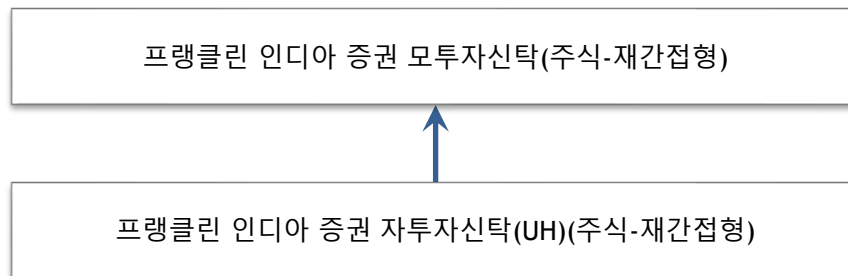 프랭클린 인디아 증권 모투자신탁(주식-재간접형)
프랭클린 인디아 증권 자투자신탁(UH)(주식-재간접형)